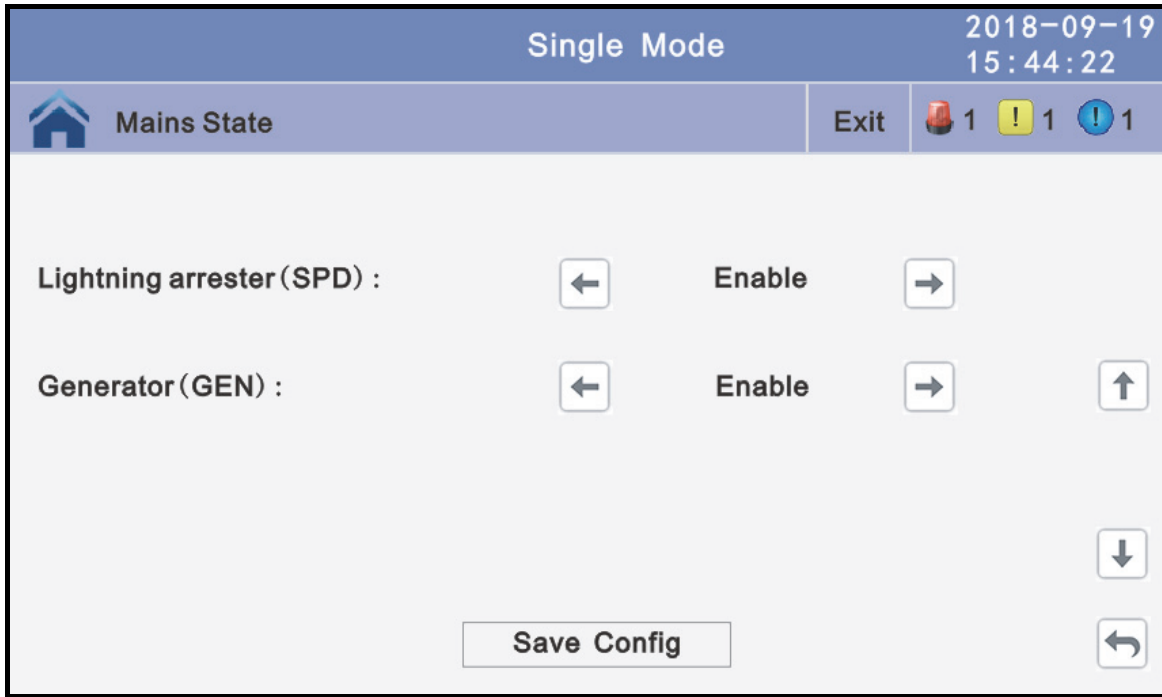 Single Mode
2018-09-19
15:44:22
Mains State
Exit
1
! 1
! 1
Lightning arrester(SPD):
Enable
Generator(GEN):
Enable
Save Config